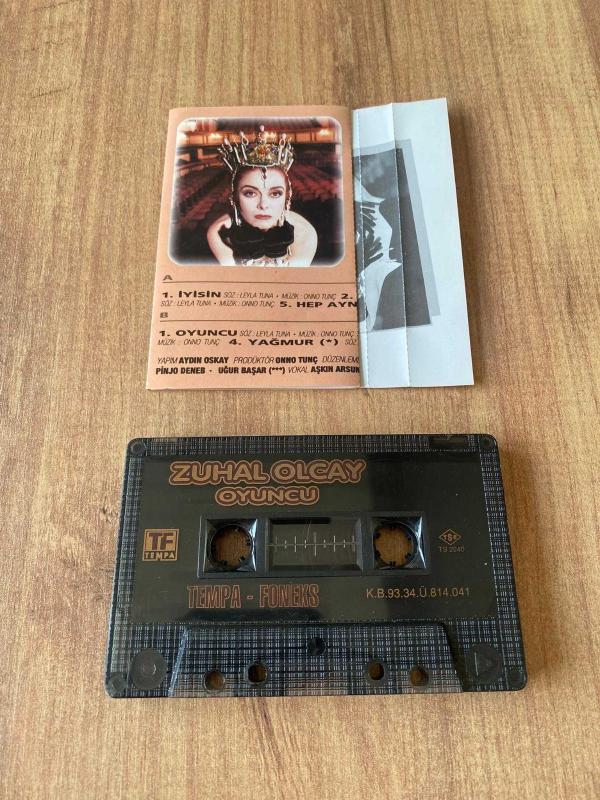 A
1. İYİSİN SÖZ : LEYLA TUNA • MÜZİK : ONNO TUNÇ 2.
SÖZ : LEYLA TUNA • MÜZİK : ONNO TUNÇ • 5. HEP AYN
B
1. OYUNCU SÖZ : LEYLA TUNA • MÜZİK : ONNO TUNÇ
MÜZİK : ONNO TUNÇ 4. YAĞMUR (*) SÖZ
YAPIM AYDIN OSKAY PRODÜKTÖR ONNO TUNÇ DÜZENLEME
PİNJO DENEB - UĞUR BAŞAR (***) VOKAL AŞKIN ARSUN
ZUHAL OLCAY
OYUNCU
TF
TEMPA
TSE
TS 2040
TEMPA - FONEKS
K.B.93.34.Ü.814.041